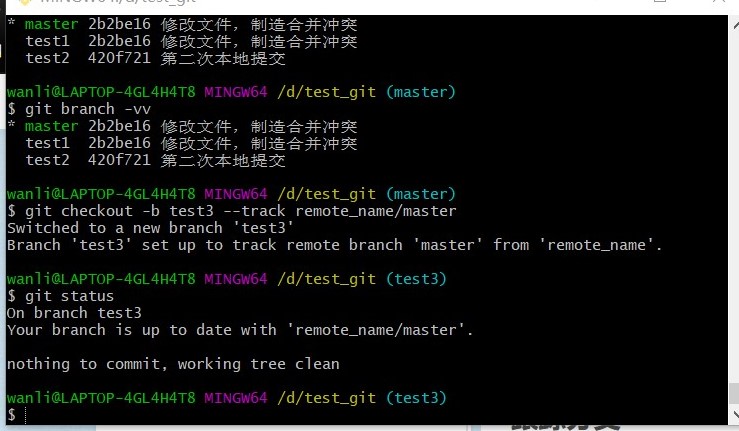 * master 2b2be16 修改文件, 制造合并冲突
  test1  2b2be16 修改文件, 制造合并冲突
  test2  420f721 第二次本地提交
wanli@LAPTOP-4GL4H4T8 MINGW64 /d/test_git (master)
$ git branch -vv
* master 2b2be16 修改文件, 制造合并冲突
  test1  2b2be16 修改文件, 制造合并冲突
  test2  420f721 第二次本地提交
wanli@LAPTOP-4GL4H4T8 MINGW64 /d/test_git (master)
$ git checkout -b test3 --track remote_name/master
Switched to a new branch 'test3'
Branch 'test3' set up to track remote branch 'master' from 'remote_name'.
wanli@LAPTOP-4GL4H4T8 MINGW64 /d/test_git (test3)
$ git status
On branch test3
Your branch is up to date with 'remote_name/master'.
nothing to commit, working tree clean
wanli@LAPTOP-4GL4H4T8 MINGW64 /d/test_git (test3)
$